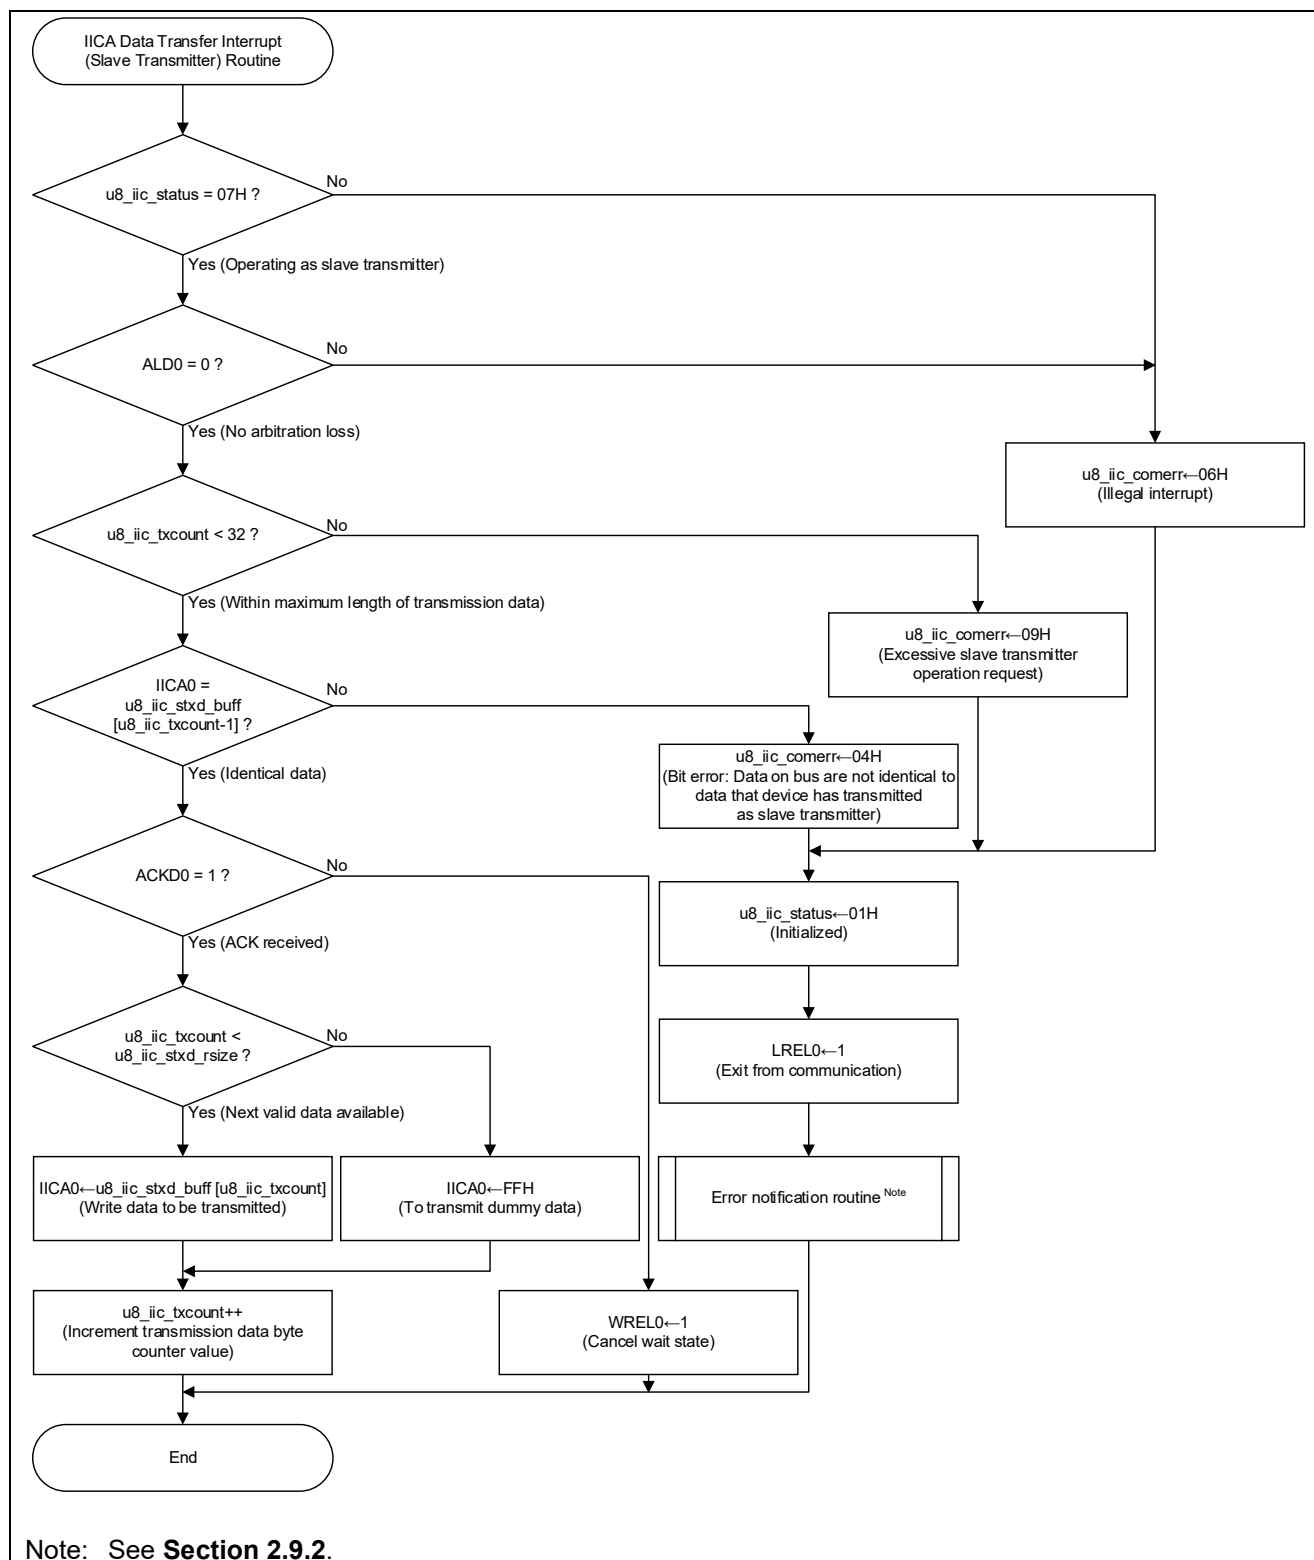 IICA Data Transfer Interrupt
(Slave Transmitter) Routine
u8_iic_status = 07H ?
No
Yes (Operating as slave transmitter)
ALD0 = 0 ?
No
Yes (No arbitration loss)
u8_iic_comerr←06H
(Illegal interrupt)
u8_iic_txcount < 32 ?
No
Yes (Within maximum length of transmission data)
u8_iic_comerr←09H
(Excessive slave transmitter
operation request)
IICA0 =
u8_iic_stxd_buff
[u8_iic_txcount-1] ?
No
Yes (Identical data)
u8_iic_comerr←04H
(Bit error: Data on bus are not identical to
data that device has transmitted
as slave transmitter)
ACKD0 = 1 ?
No
Yes (ACK received)
u8_iic_status←01H
(Initialized)
u8_iic_txcount <
u8_iic_stxd_rsize ?
No
Yes (Next valid data available)
LREL0←1
(Exit from communication)
IICA0←u8_iic_stxd_buff [u8_iic_txcount]
(Write data to be transmitted)
IICA0←FFH
(To transmit dummy data)
Error notification routine Note
u8_iic_txcount++
(Increment transmission data byte
counter value)
WREL0←1
(Cancel wait state)
End
Note: See Section 2.9.2.